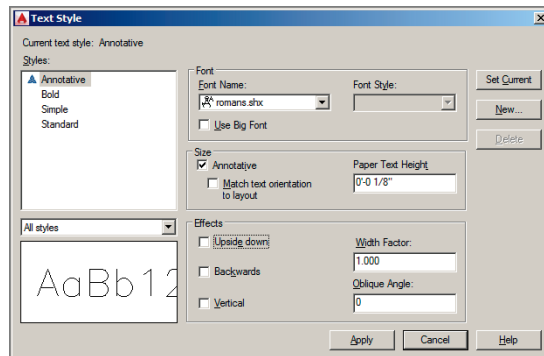 Text Style
Current text style: Annotative
Styles:
Annotative
Bold
Simple
Standard
All styles
AaBb12
Font
Font Name:
romans.shx
Font Style:
Use Big Font
Size
Annotative
Match text orientation
to layout
Paper Text Height
0'-0 1/8"
Effects
Upside down
Backwards
Vertical
Width Factor:
1.000
Oblique Angle:
0
Set Current
New...
Delete
Apply
Cancel
Help